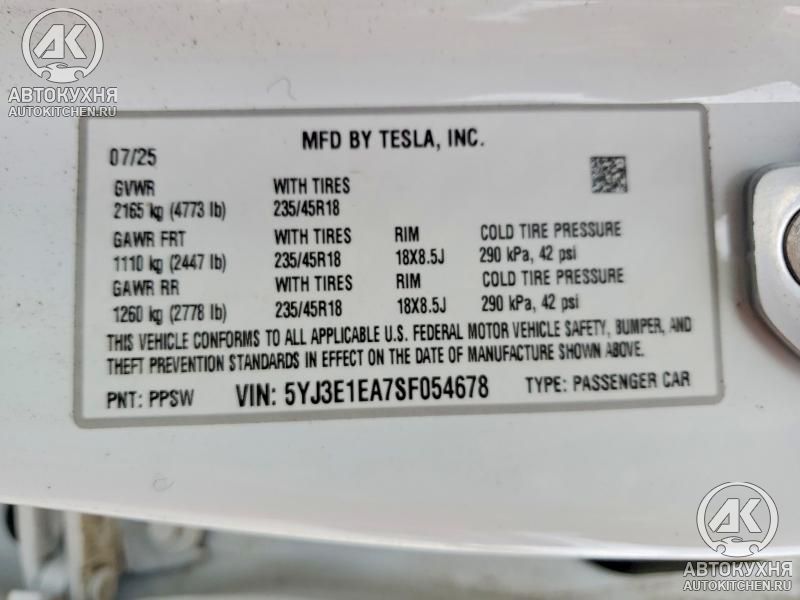 АК
АВТОКУХНЯ
AUTOKITCHEN.RU
MFD BY TESLA, INC.
07/25
GVWR WITH TIRES
2165 kg (4773 lb) 235/45R18
GAWR FRT WITH TIRES RIM COLD TIRE PRESSURE
1110 kg (2447 lb) 235/45R18 18X8.5J 290 kPa, 42 psi
GAWR RR WITH TIRES RIM COLD TIRE PRESSURE
1260 kg (2778 lb) 235/45R18 18X8.5J 290 kPa, 42 psi
THIS VEHICLE CONFORMS TO ALL APPLICABLE U.S. FEDERAL MOTOR VEHICLE SAFETY, BUMPER, AND
THEFT PREVENTION STANDARDS IN EFFECT ON THE DATE OF MANUFACTURE SHOWN ABOVE.
PNT: PPSW VIN: 5YJ3E1EA7SF054678 TYPE: PASSENGER CAR
АК
АВТОКУХНЯ
AUTOKITCHEN.RU